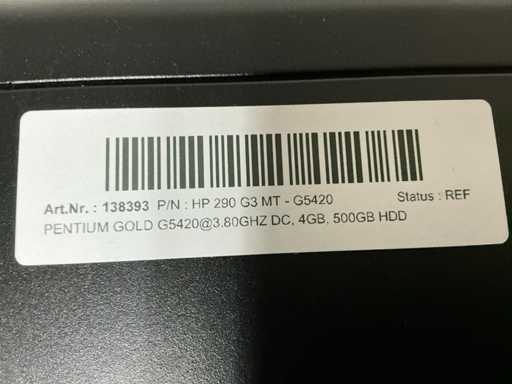 Art.Nr. : 138393 P/N : HP 290 G3 MT - G5420 Status : REF
PENTIUM GOLD G5420@3.80GHZ DC, 4GB, 500GB HDD